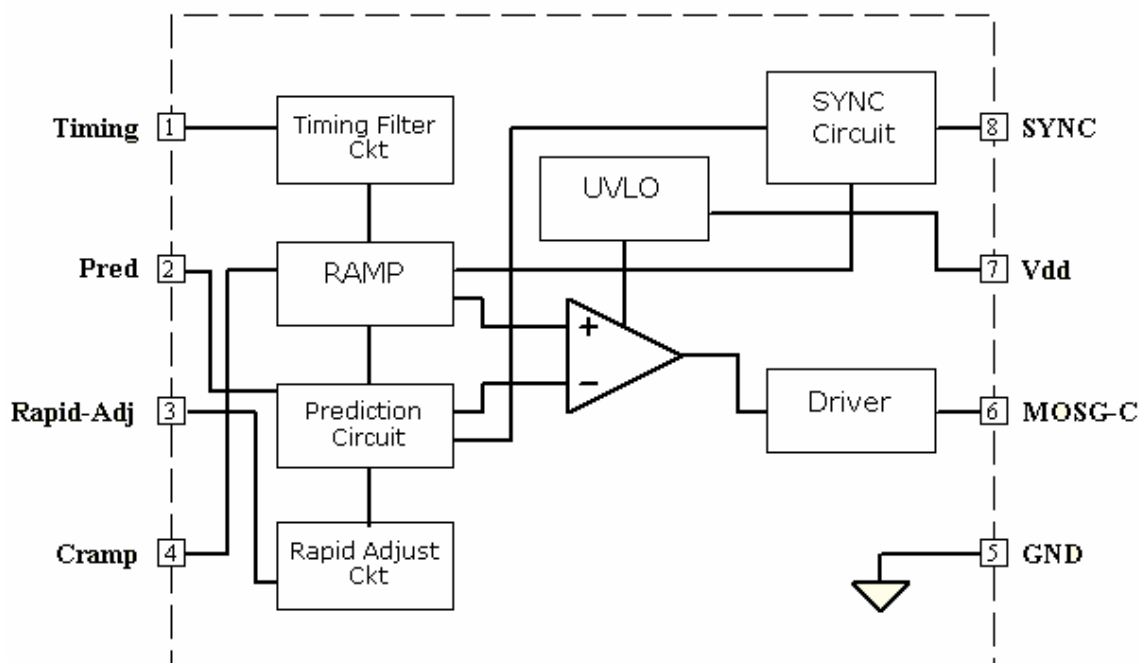 Timing 1
Timing Filter
Ckt
SYNC
Circuit
8 SYNC
UVLO
Pred 2
RAMP
7 Vdd
+
−
Rapid-Adj 3
Prediction
Circuit
Driver
6 MOSG-C
Cramp 4
Rapid Adjust
Ckt
5 GND